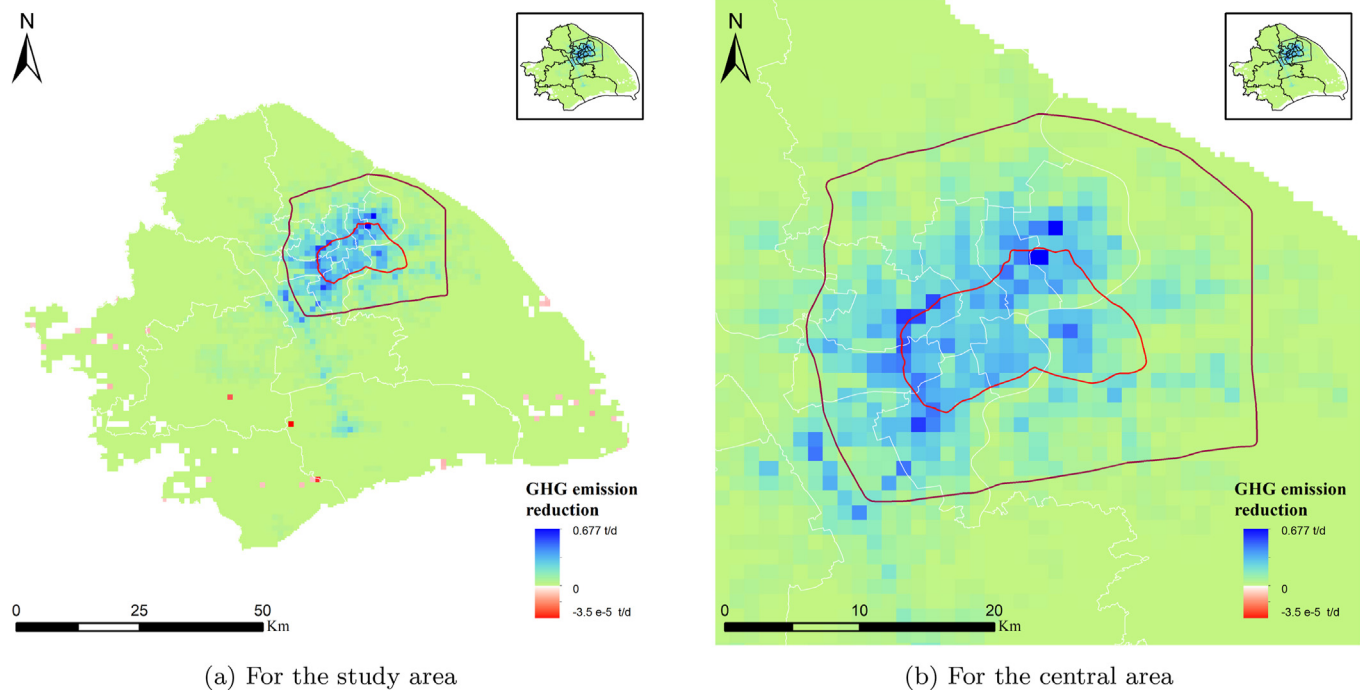 N
GHG emission
reduction
0.677 t/d
0
-3.5 e-5 t/d
0 25 50
Km
(a) For the study area
N
GHG emission
reduction
0.677 t/d
0
-3.5 e-5 t/d
0 10 20
Km
(b) For the central area